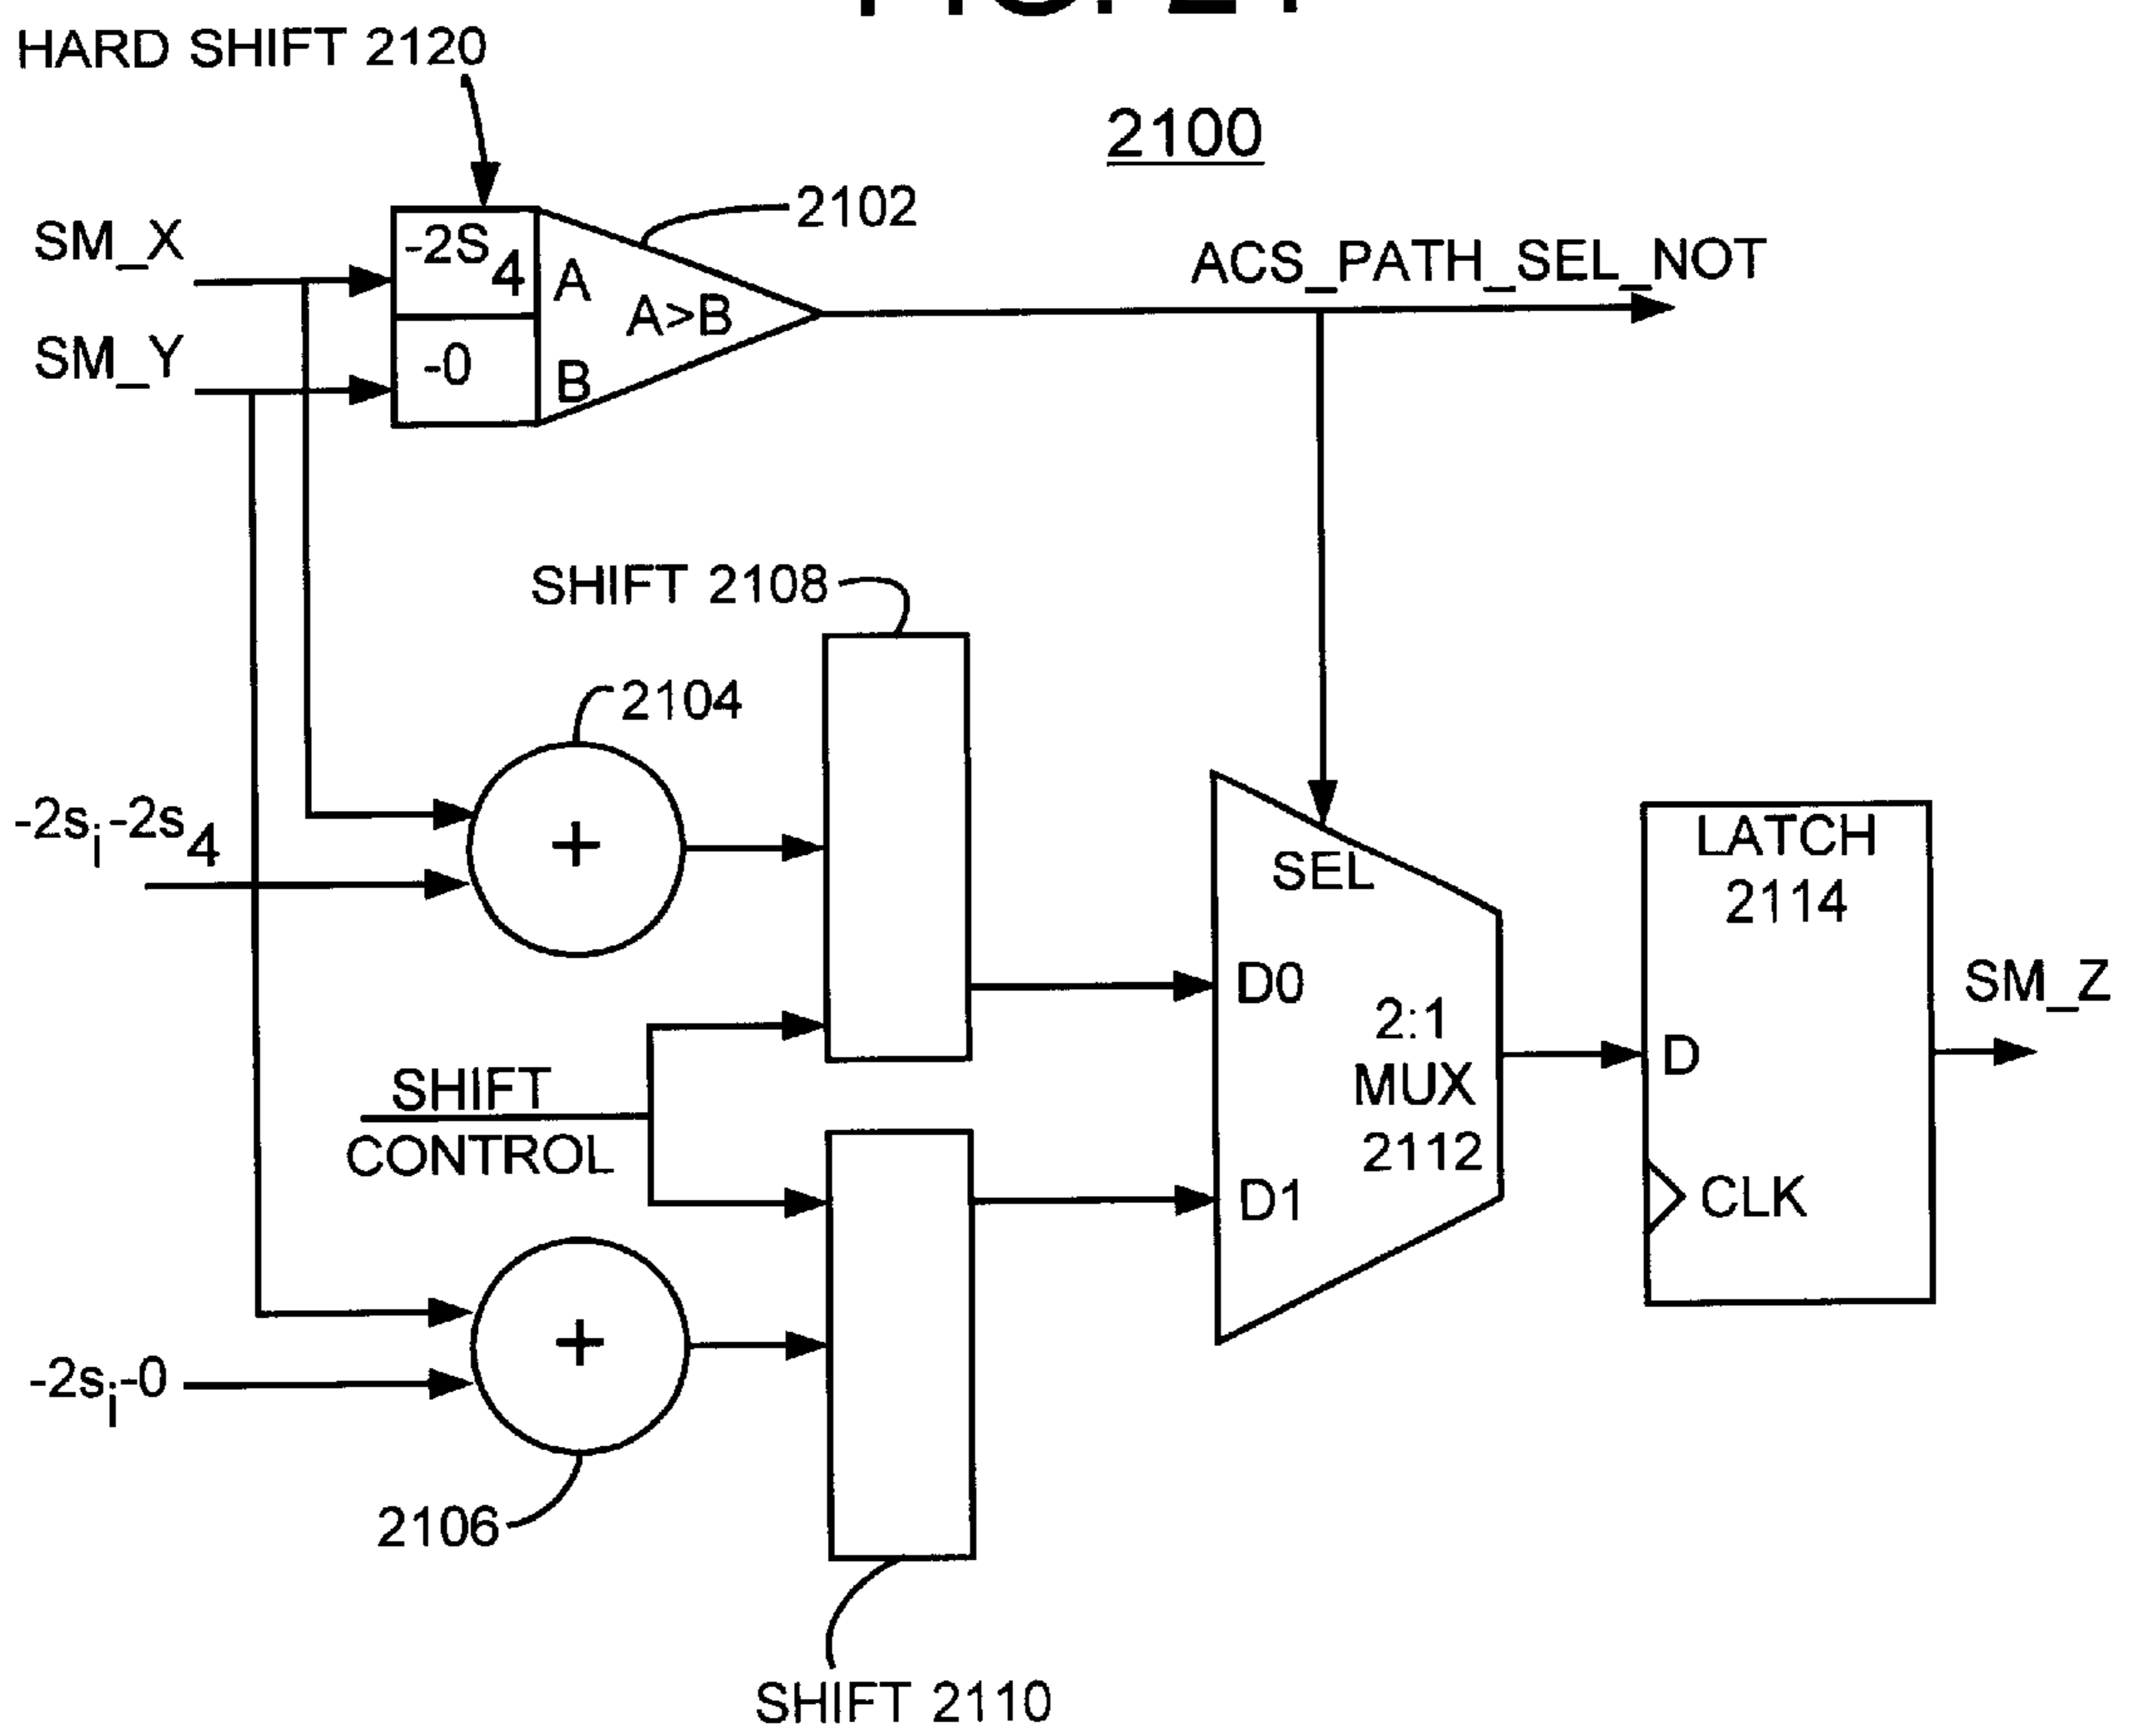 HARD SHIFT 2120
2100
2102
SM_X
-2S4
A
A>B
ACS_PATH_SEL_NOT
SM_Y
-0
B
SHIFT 2108
2104
-2si-2s4
+
SEL
LATCH
2114
D0
SM_Z
2:1
MUX
2112
D
SHIFT
CONTROL
D1
CLK
+
-2si-0
2106
SHIFT 2110